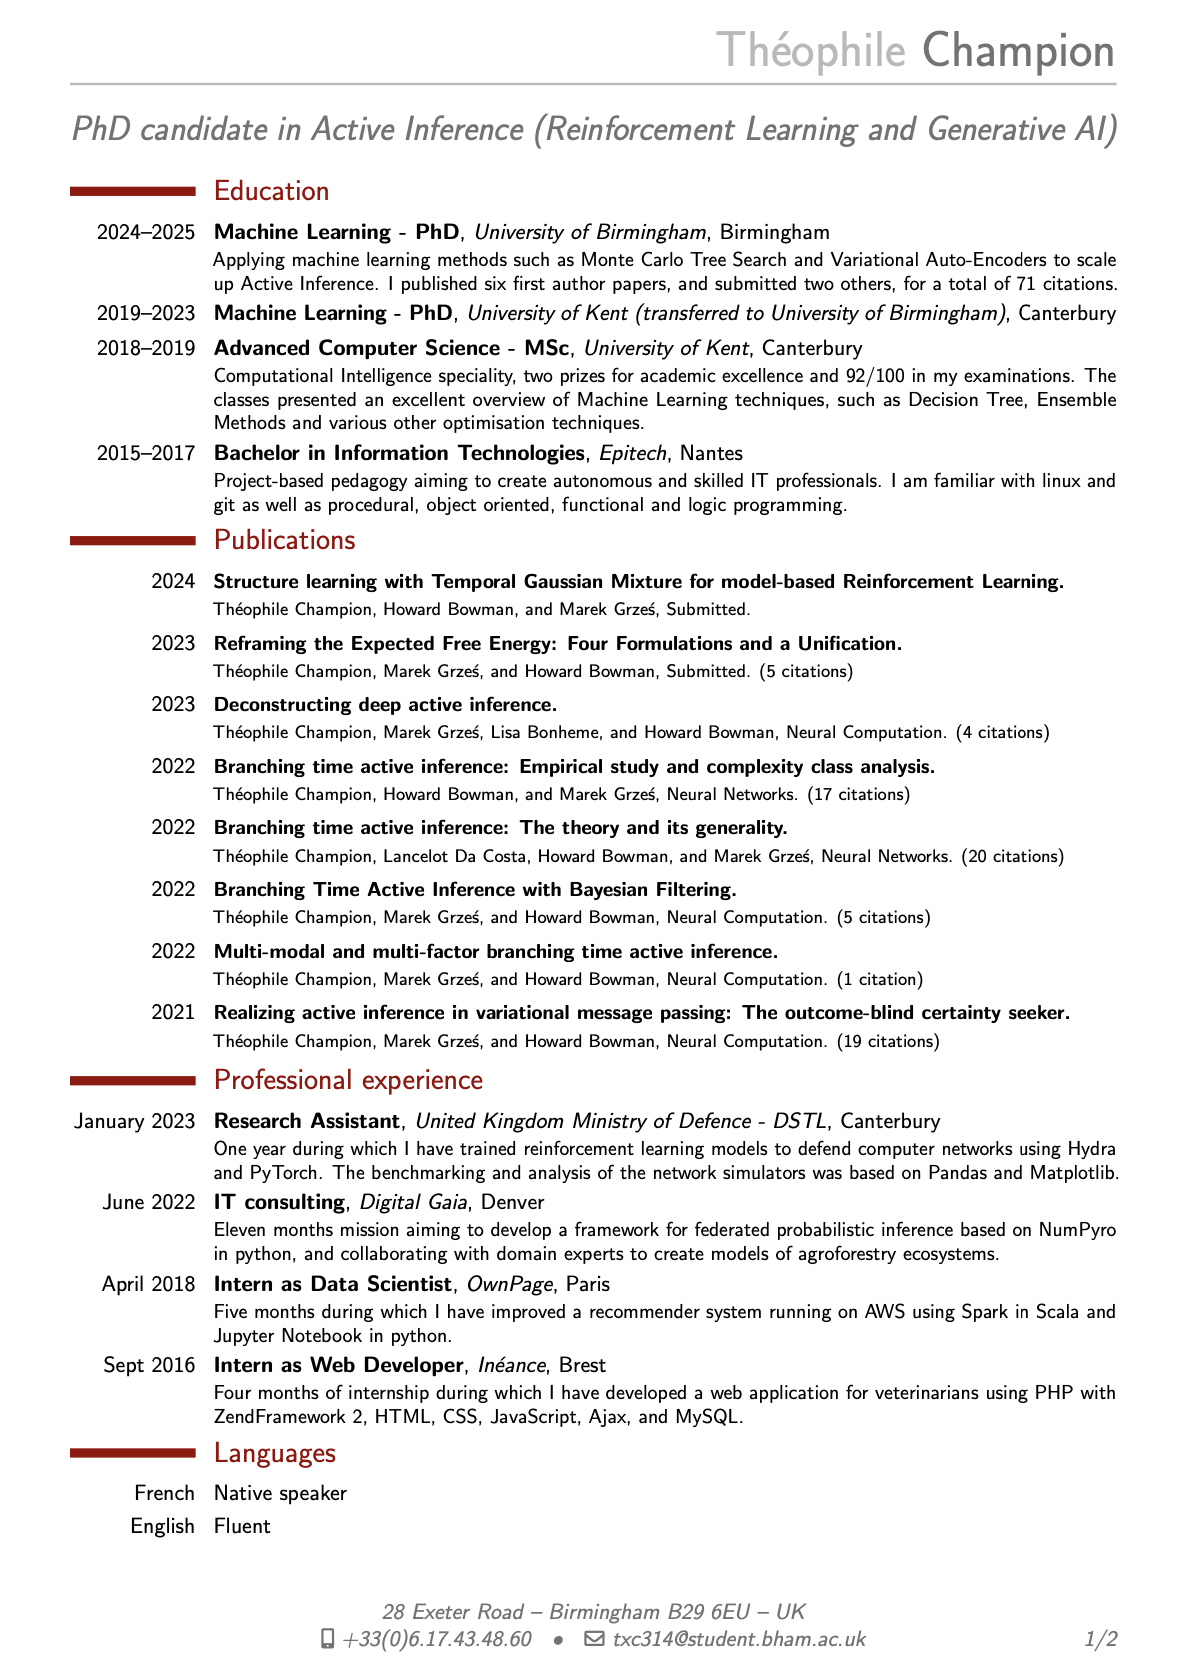 Théophile Champion
PhD candidate in Active Inference (Reinforcement Learning and Generative AI)
Education
2024–2025 Machine Learning - PhD, University of Birmingham, Birmingham
Applying machine learning methods such as Monte Carlo Tree Search and Variational Auto-Encoders to scale
up Active Inference. I published six first author papers, and submitted two others, for a total of 71 citations.
2019–2023 Machine Learning - PhD, University of Kent (transferred to University of Birmingham), Canterbury
2018–2019 Advanced Computer Science - MSc, University of Kent, Canterbury
Computational Intelligence speciality, two prizes for academic excellence and 92/100 in my examinations. The
classes presented an excellent overview of Machine Learning techniques, such as Decision Tree, Ensemble
Methods and various other optimisation techniques.
2015–2017 Bachelor in Information Technologies, Epitech, Nantes
Project-based pedagogy aiming to create autonomous and skilled IT professionals. I am familiar with linux and
git as well as procedural, object oriented, functional and logic programming.
Publications
2024 Structure learning with Temporal Gaussian Mixture for model-based Reinforcement Learning.
Théophile Champion, Howard Bowman, and Marek Grześ, Submitted.
2023 Reframing the Expected Free Energy: Four Formulations and a Unification.
Théophile Champion, Marek Grześ, and Howard Bowman, Submitted. (5 citations)
2023 Deconstructing deep active inference.
Théophile Champion, Marek Grześ, Lisa Bonheme, and Howard Bowman, Neural Computation. (4 citations)
2022 Branching time active inference: Empirical study and complexity class analysis.
Théophile Champion, Howard Bowman, and Marek Grześ, Neural Networks. (17 citations)
2022 Branching time active inference: The theory and its generality.
Théophile Champion, Lancelot Da Costa, Howard Bowman, and Marek Grześ, Neural Networks. (20 citations)
2022 Branching Time Active Inference with Bayesian Filtering.
Théophile Champion, Marek Grześ, and Howard Bowman, Neural Computation. (5 citations)
2022 Multi-modal and multi-factor branching time active inference.
Théophile Champion, Marek Grześ, and Howard Bowman, Neural Computation. (1 citation)
2021 Realizing active inference in variational message passing: The outcome-blind certainty seeker.
Théophile Champion, Marek Grześ, and Howard Bowman, Neural Computation. (19 citations)
Professional experience
January 2023 Research Assistant, United Kingdom Ministry of Defence - DSTL, Canterbury
One year during which I have trained reinforcement learning models to defend computer networks using Hydra
and PyTorch. The benchmarking and analysis of the network simulators was based on Pandas and Matplotlib.
June 2022 IT consulting, Digital Gaia, Denver
Eleven months mission aiming to develop a framework for federated probabilistic inference based on NumPyro
in python, and collaborating with domain experts to create models of agroforestry ecosystems.
April 2018 Intern as Data Scientist, OwnPage, Paris
Five months during which I have improved a recommender system running on AWS using Spark in Scala and
Jupyter Notebook in python.
Sept 2016 Intern as Web Developer, Inéance, Brest
Four months of internship during which I have developed a web application for veterinarians using PHP with
ZendFramework 2, HTML, CSS, JavaScript, Ajax, and MySQL.
Languages
French Native speaker
English Fluent
28 Exeter Road – Birmingham B29 6EU – UK
+33(0)6.17.43.48.60 • txc314@student.bham.ac.uk 1/2